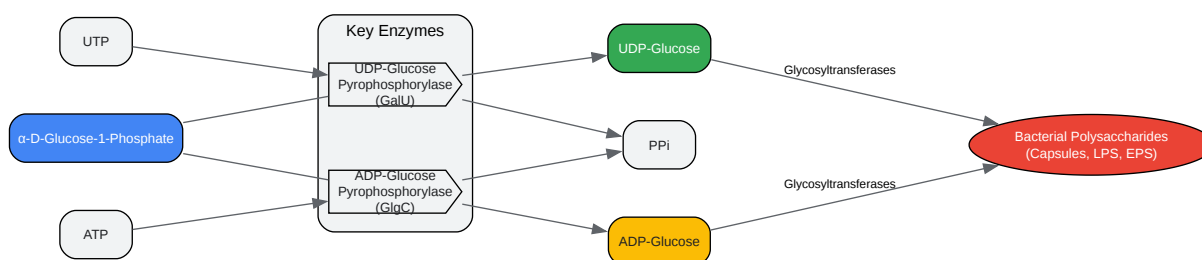 Key Enzymes
UTP
UDP-Glucose
Pyrophosphorylase
(GalU)
UDP-Glucose
Glycosyltransferases
α-D-Glucose-1-Phosphate
PPi
Bacterial Polysaccharides
(Capsules, LPS, EPS)
ADP-Glucose
Pyrophosphorylase
(GlgC)
Glycosyltransferases
ATP
ADP-Glucose